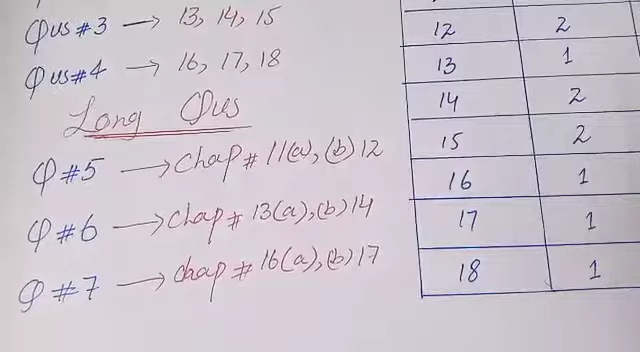 Qus#3 → 13, 14, 15
Qus#4 → 16, 17, 18
Long Qus
Q#5 → Chap# 11(a), (b) 12
Q#6 → Chap# 13(a), (b) 14
Q#7 → Chap# 16(a), (b) 17
12 2
13 1
14 2
15 2
16 1
17 1
18 1